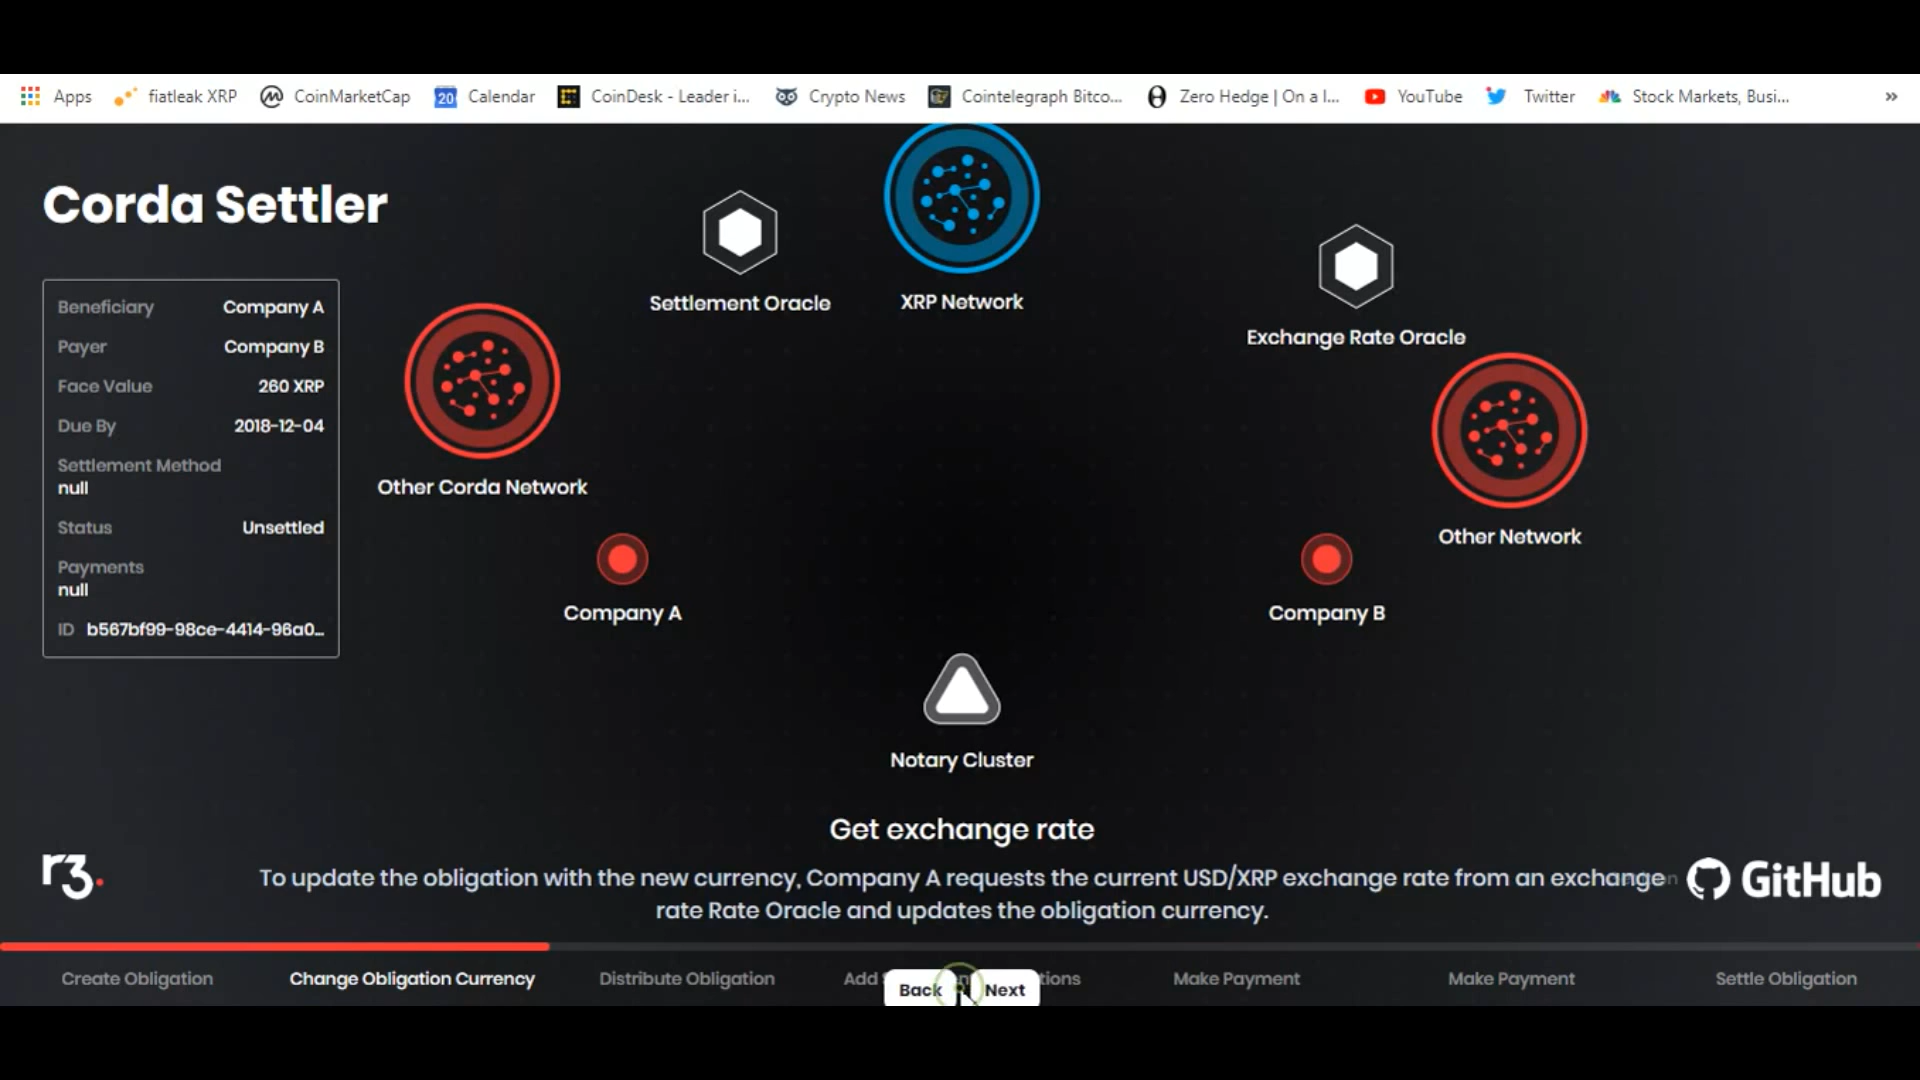 Apps fiatleak XRP CoinMarketCap 20 Calendar CoinDesk - Leader i... Crypto News Cointelegraph Bitco... Zero Hedge | On a l... YouTube Twitter Stock Markets, Busi... »
Corda Settler
Beneficiary Company A
Payer Company B
Face Value 260 XRP
Due By 2018-12-04
Settlement Method
null
Status Unsettled
Payments
null
ID b567bf99-98ce-4414-96a0...
Settlement Oracle
XRP Network
Exchange Rate Oracle
Other Corda Network
Other Network
Company A
Company B
Notary Cluster
Get exchange rate
To update the obligation with the new currency, Company A requests the current USD/XRP exchange rate from an exchange
rate Rate Oracle and updates the obligation currency.
r3.
GitHub
Create Obligation Change Obligation Currency Distribute Obligation Add Make Payment Make Payment Settle Obligation
Back Next